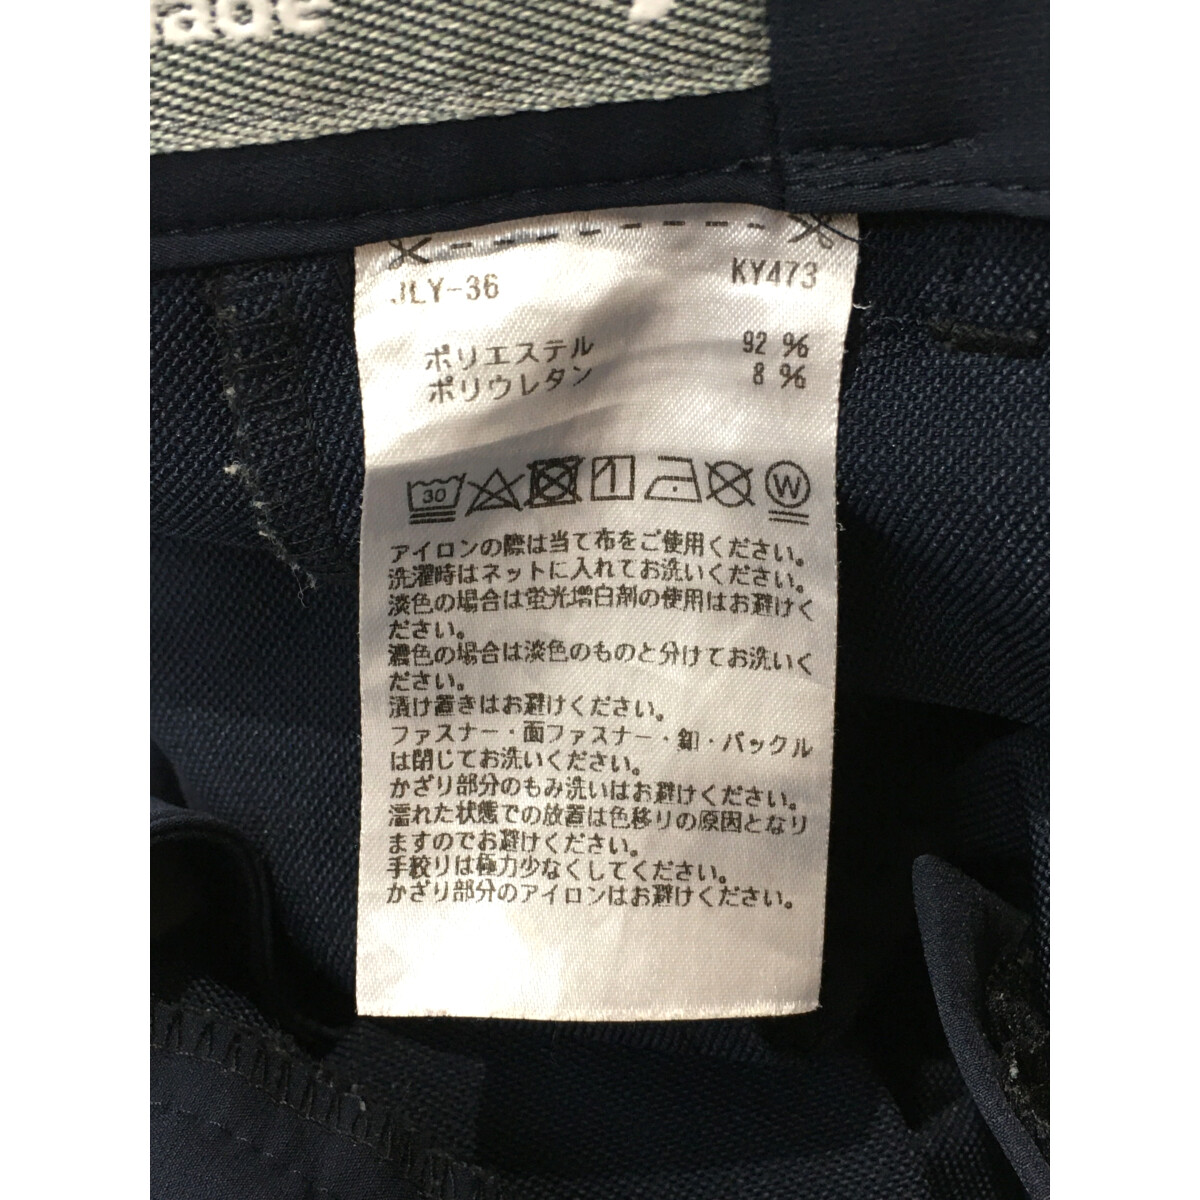 JLY-36 KY473
ポリエステル 92 %
ポリウレタン 8 %
30 W
アイロンの際は当て布をご使用ください。
洗濯時はネットに入れてお洗いください。
淡色の場合は蛍光増白剤の使用はお避けく
ださい。
濃色の場合は淡色のものと分けてお洗いく
ださい。
漬け置きはお避けください。
ファスナー・面ファスナー・釦・バックル
は閉じてお洗いください。
かざり部分のもみ洗いはお避けください。
濡れた状態での放置は色移りの原因となり
ますのでお避けください。
手絞りは極力少なくしてください。
かざり部分のアイロンはお避けください。